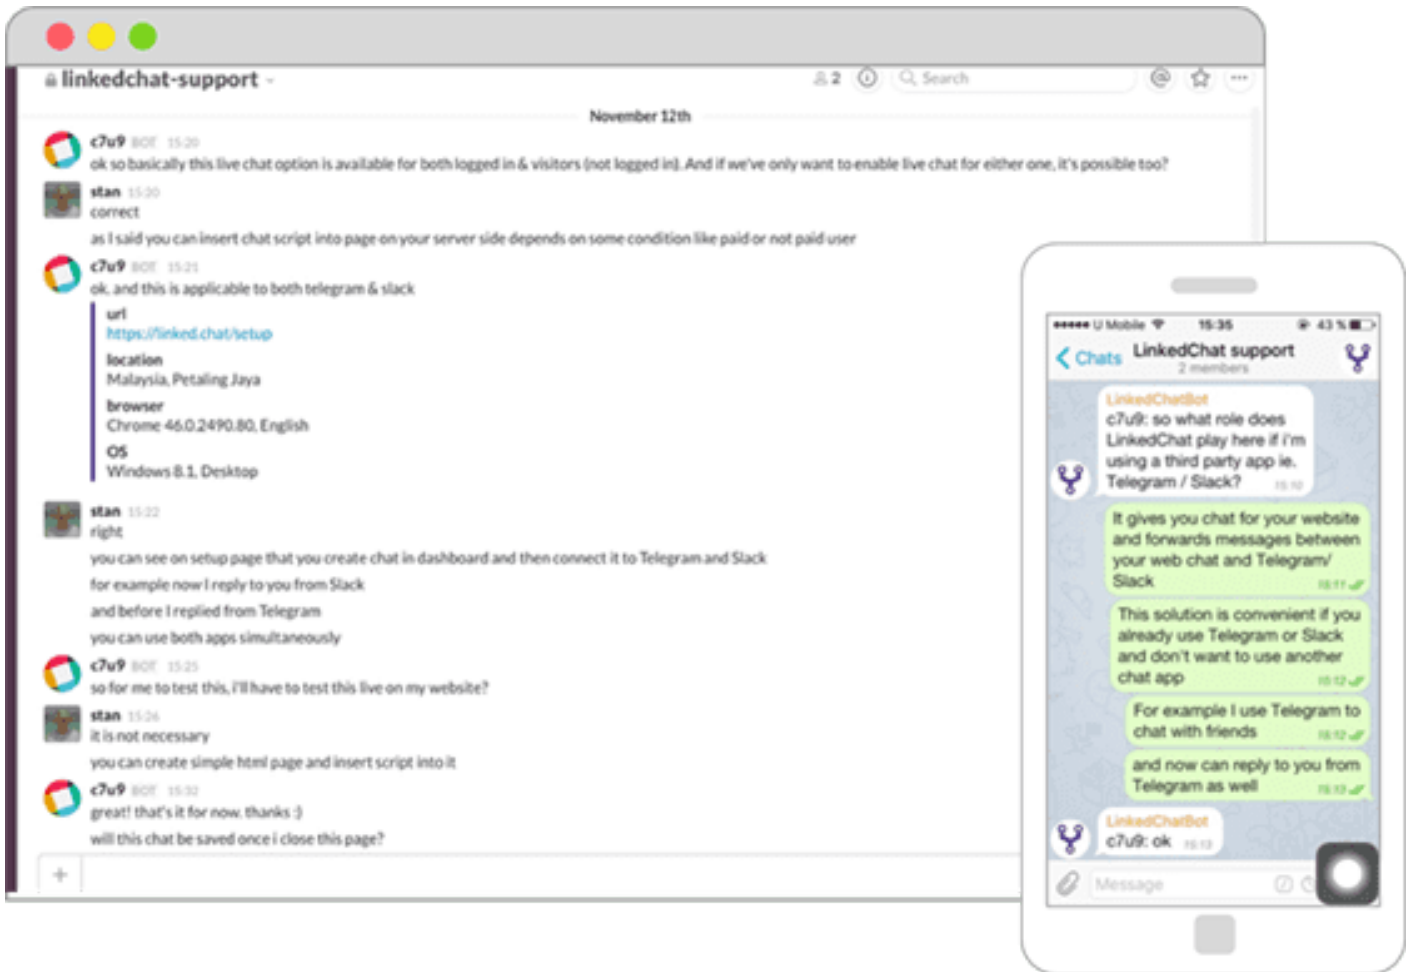 linkedchat-support
2
Search
November 12th
c7u9 BOT 15:20
ok so basically this live chat option is available for both logged in & visitors (not logged in). And if we've only want to enable live chat for either one, it's possible too?
stan 15:20
correct
as I said you can insert chat script into page on your server side depends on some condition like paid or not paid user
c7u9 BOT 15:21
ok, and this is applicable to both telegram & slack
url
https://linked.chat/setup
location
Malaysia, Petaling Jaya
browser
Chrome 46.0.2490.80, English
OS
Windows 8.1, Desktop
stan 15:22
right
you can see on setup page that you create chat in dashboard and then connect it to Telegram and Slack
for example now I reply to you from Slack
and before I replied from Telegram
you can use both apps simultaneously
c7u9 BOT 15:25
so for me to test this, i'll have to test this live on my website?
stan 15:26
it is not necessary
you can create simple html page and insert script into it
c7u9 BOT 15:32
great! that's it for now. thanks :)
will this chat be saved once i close this page?
+
U Mobile 15:35 43 %
Chats LinkedChat support
2 members
LinkedChatBot
c7u9: so what role does
LinkedChat play here if i'm
using a third party app ie.
Telegram / Slack? 15:10
It gives you chat for your website
and forwards messages between
your web chat and Telegram/
Slack 15:11
This solution is convenient if you
already use Telegram or Slack
and don't want to use another
chat app 15:12
For example I use Telegram to
chat with friends 15:12
and now can reply to you from
Telegram as well 15:13
LinkedChatBot
c7u9: ok 15:13
Message